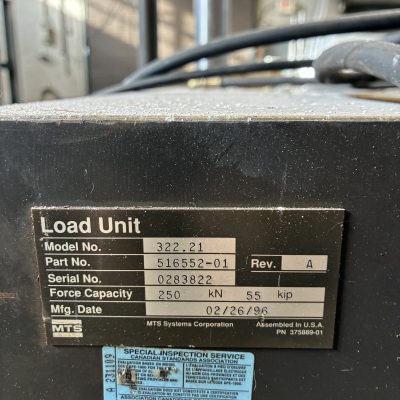 Load Unit
Model No. 322.21
Part No. 516552-01 Rev. A
Serial No. 0283822
Force Capacity 250 kN 55 kip
Mfg. Date 02/26/96
MTS MTS Systems Corporation Assembled in U.S.A.
PN 375889-01
SPECIAL INSPECTION SERVICE
CANADIAN STANDARDS ASSOCIATION